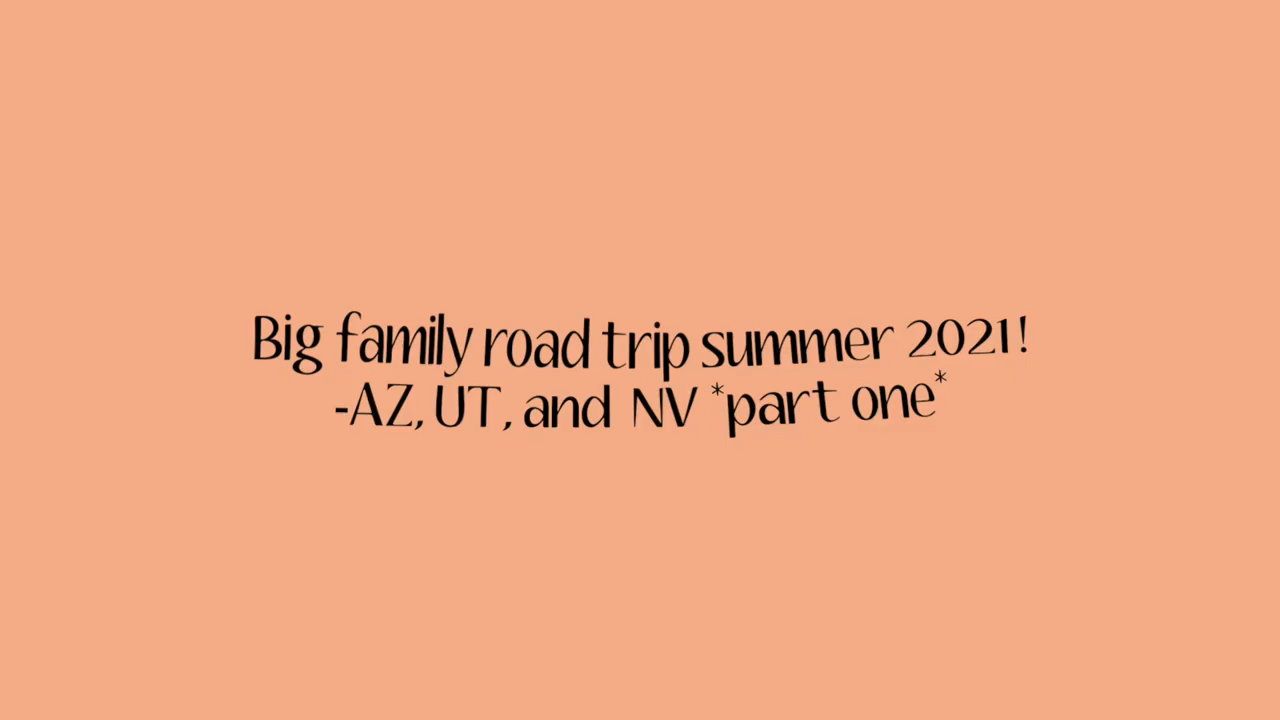 Big family road trip summer 2021!
-AZ, UT, and NV *part one*